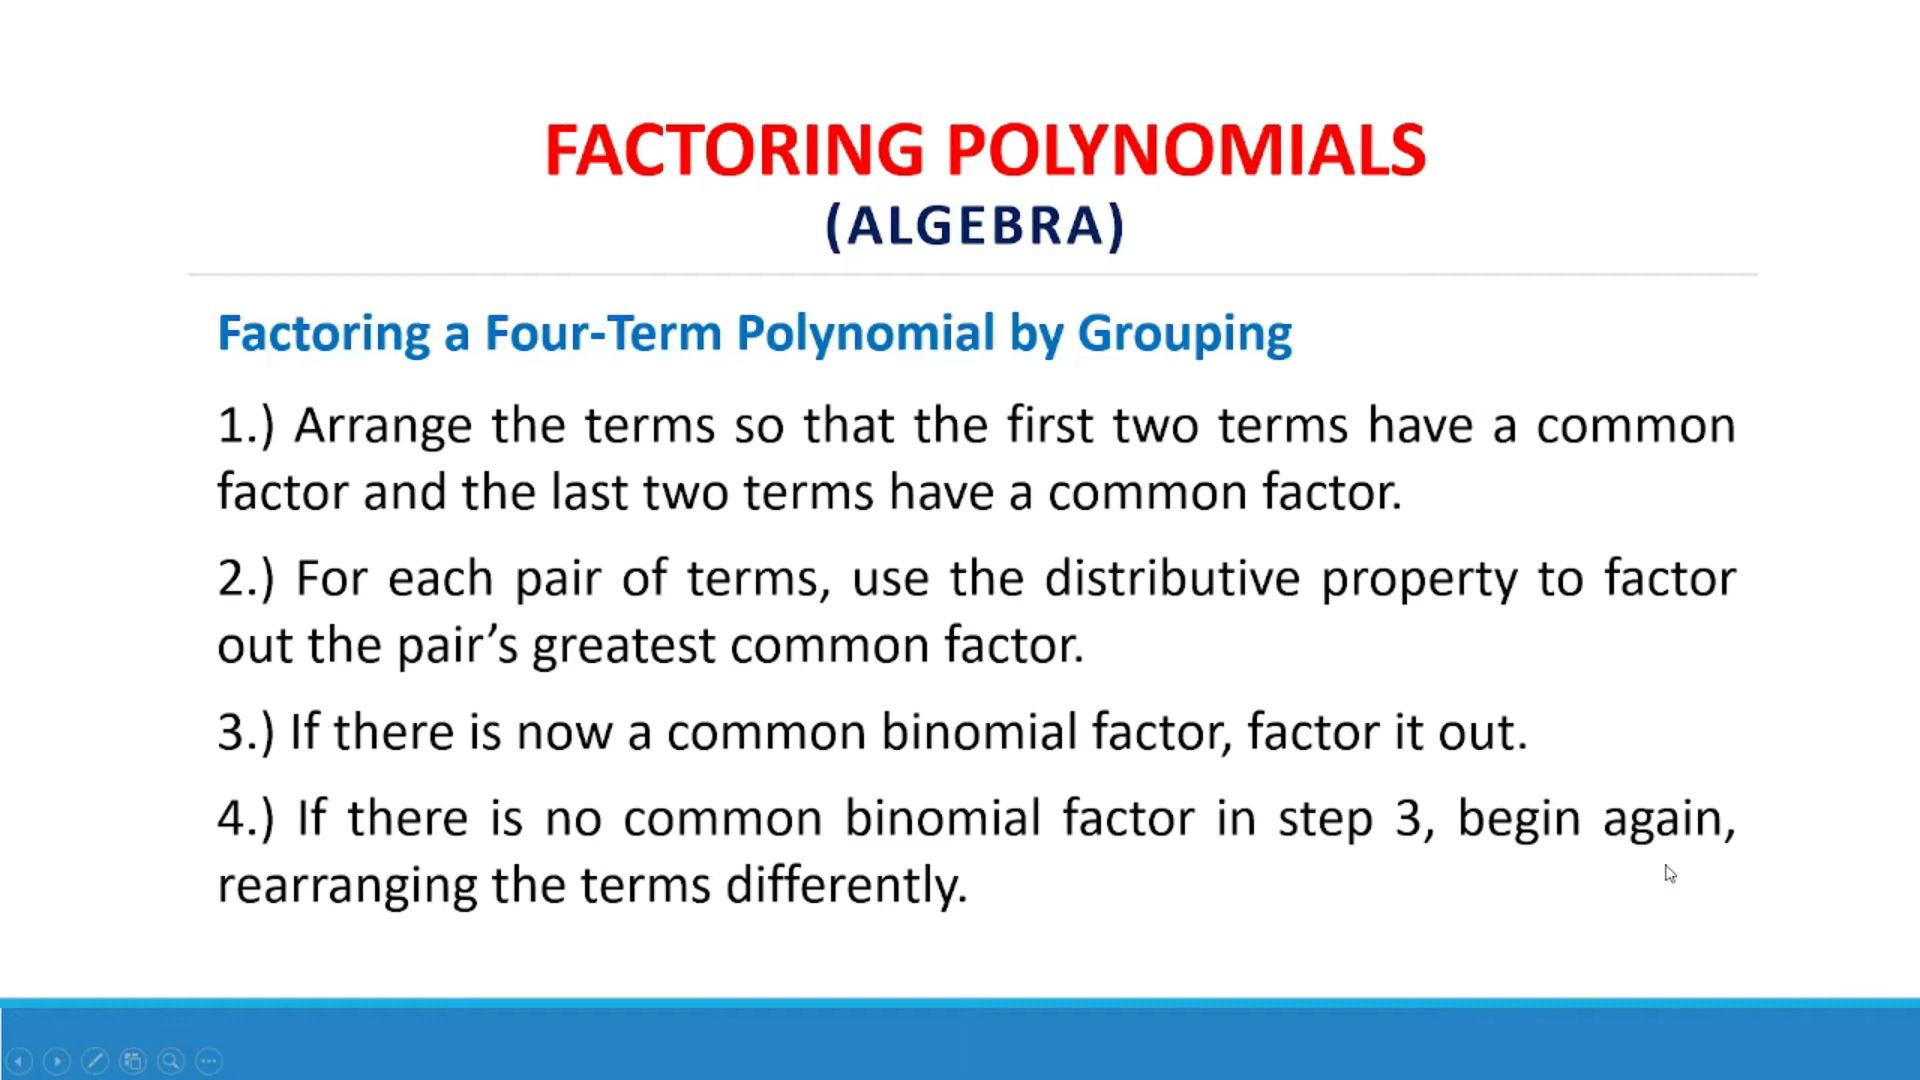 FACTORING POLYNOMIALS
(ALGEBRA)
Factoring a Four-Term Polynomial by Grouping
1.) Arrange the terms so that the first two terms have a common
factor and the last two terms have a common factor.
2.) For each pair of terms, use the distributive property to factor
out the pair’s greatest common factor.
3.) If there is now a common binomial factor, factor it out.
4.) If there is no common binomial factor in step 3, begin again,
rearranging the terms differently.